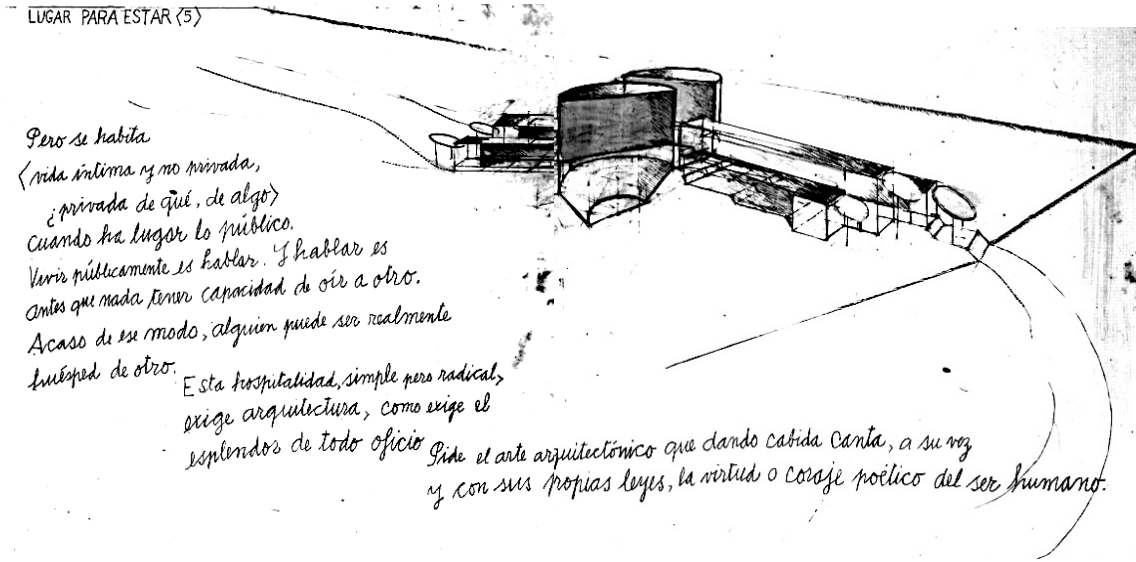 LUGAR PARA ESTAR ⟨5⟩
Pero se habita
⟨vida íntima y no privada,
¿privada de qué, de algo⟩
cuando ha lugar lo público.
Vivir públicamente es hablar. Y hablar es
antes que nada tener capacidad de oír a otro.
Acaso de ese modo, alguien puede ser realmente
huésped de otro.
Esta hospitalidad, simple pero radical,
exige arquitectura, como exige el
esplendor de todo oficio
Pide el arte arquitectónico que dando cabida canta, a su vez
y con sus propias leyes, la virtud o coraje poético del ser humano.